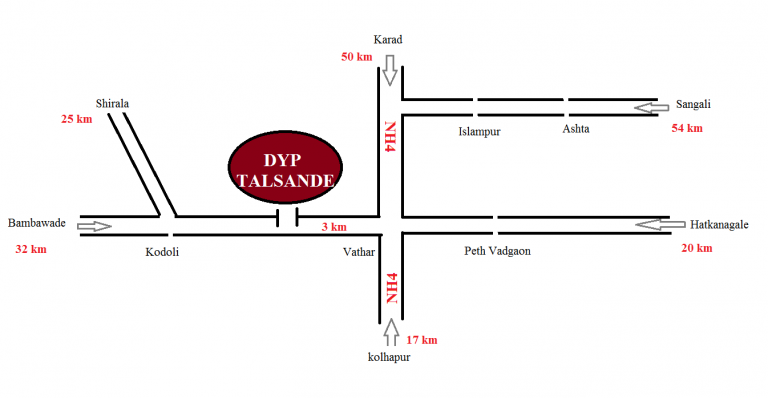 Karad
50 km
Shirala
25 km
Sangali
54 km
Islampur
Ashta
NH4
DYP
TALSANDE
Bambawade
32 km
3 km
Hatkanagale
20 km
Kodoli
Vathar
Peth Vadgaon
NH4
17 km
kolhapur